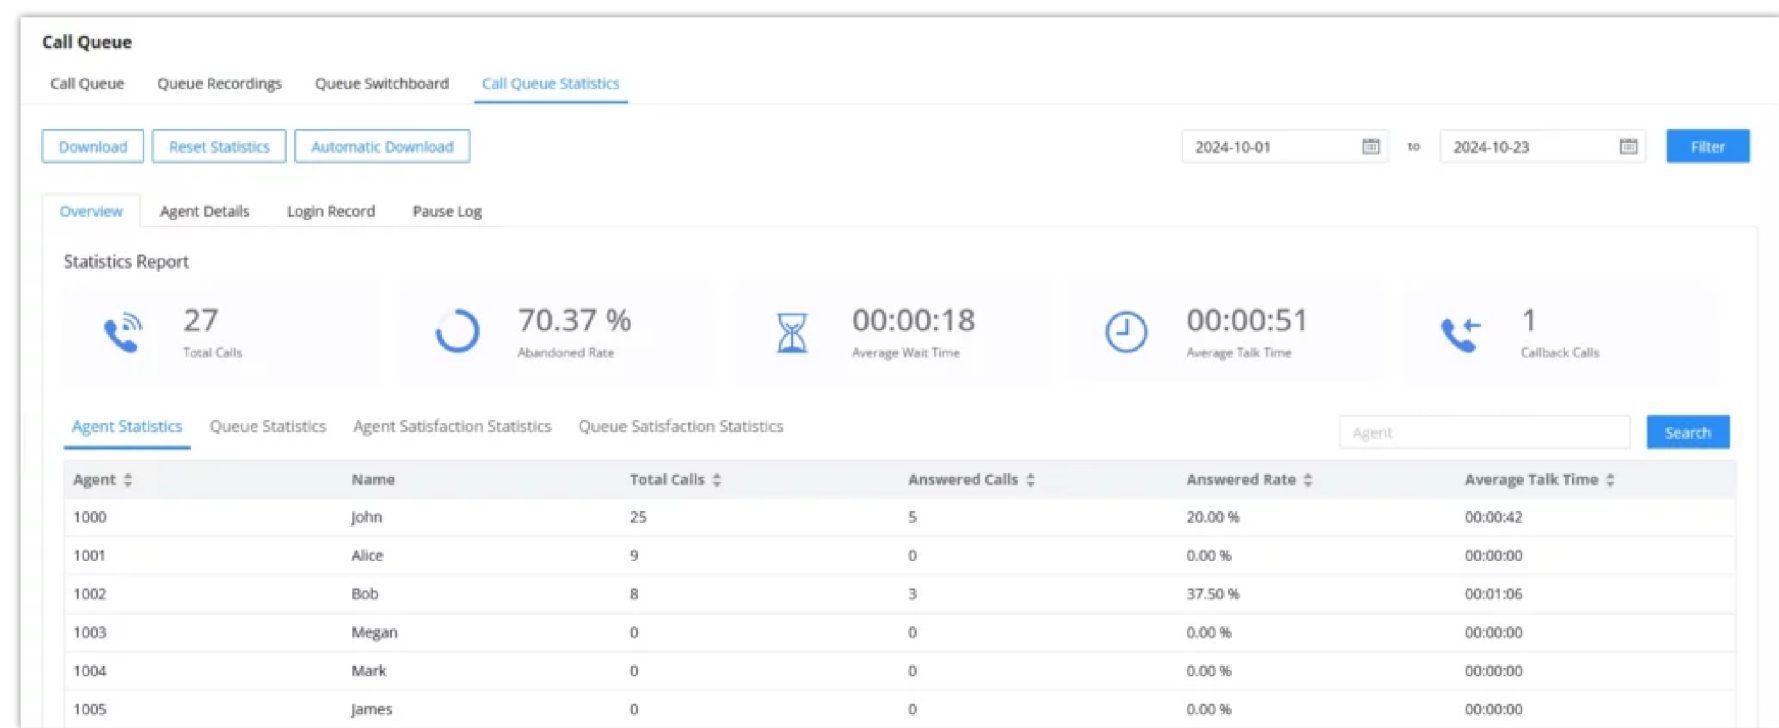 Call Queue
Call Queue Queue Recordings Queue Switchboard Call Queue Statistics
Download Reset Statistics Automatic Download 2024-10-01 to 2024-10-23 Filter
Overview Agent Details Login Record Pause Log
Statistics Report
27 70.37 % 00:00:18 00:00:51 1
Total Calls Abandoned Rate Average Wait Time Average Talk Time Callback Calls
Agent Statistics Queue Statistics Agent Satisfaction Statistics Queue Satisfaction Statistics Agent Search
Agent Name Total Calls Answered Calls Answered Rate Average Talk Time
1000 John 25 5 20.00 % 00:00:42
1001 Alice 9 0 0.00 % 00:00:00
1002 Bob 8 3 37.50 % 00:01:06
1003 Megan 0 0 0.00 % 00:00:00
1004 Mark 0 0 0.00 % 00:00:00
1005 James 0 0 0.00 % 00:00:00